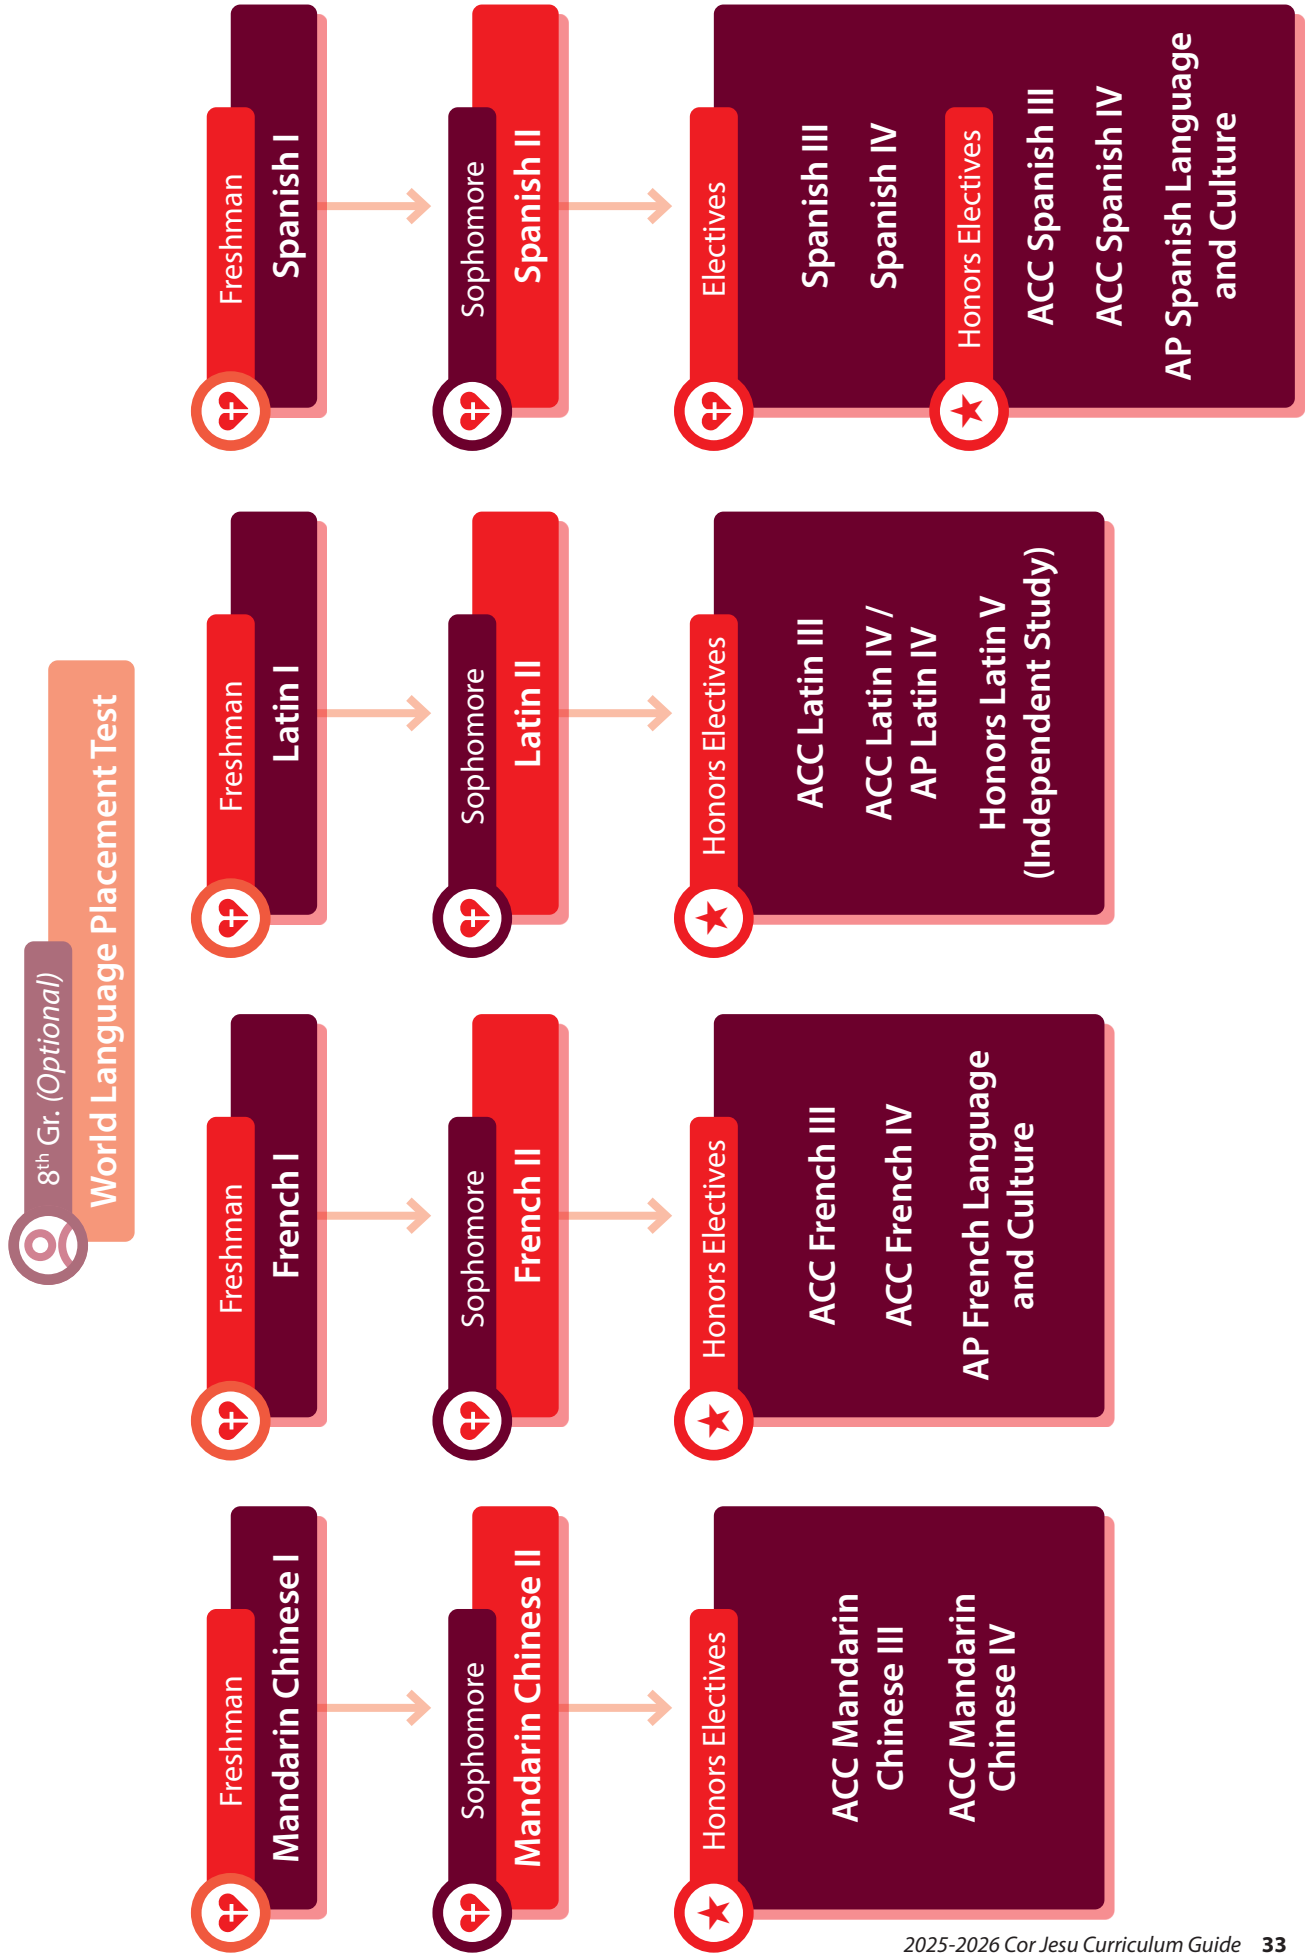 8th Gr. (Optional)
World Language Placement Test
Freshman
Mandarin Chinese I
Sophomore
Mandarin Chinese II
Honors Electives
ACC Mandarin
Chinese III
ACC Mandarin
Chinese IV
Freshman
French I
Sophomore
French II
Honors Electives
ACC French III
ACC French IV
AP French Language
and Culture
Freshman
Latin I
Sophomore
Latin II
Honors Electives
ACC Latin III
ACC Latin IV /
AP Latin IV
Honors Latin V
(Independent Study)
Freshman
Spanish I
Sophomore
Spanish II
Electives
Spanish III
Spanish IV
Honors Electives
ACC Spanish III
ACC Spanish IV
AP Spanish Language
and Culture
2025-2026 Cor Jesu Curriculum Guide 33